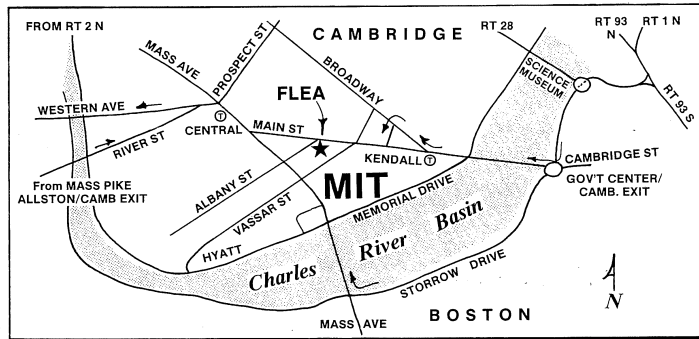 FROM RT 2 N
MASS AVE
PROSPECT ST
CAMBRIDGE
RT 28
RT 93
N
RT 1 N
BROADWAY
SCIENCE
MUSEUM
FLEA
WESTERN AVE
T
CENTRAL
MAIN ST
RT 93 S
RIVER ST
KENDALL T
CAMBRIDGE ST
From MASS PIKE
ALLSTON/CAMB EXIT
ALBANY ST
MIT
GOV'T CENTER/
CAMB. EXIT
VASSAR ST
MEMORIAL DRIVE
HYATT
Charles River Basin
STORROW DRIVE
N
MASS AVE
BOSTON